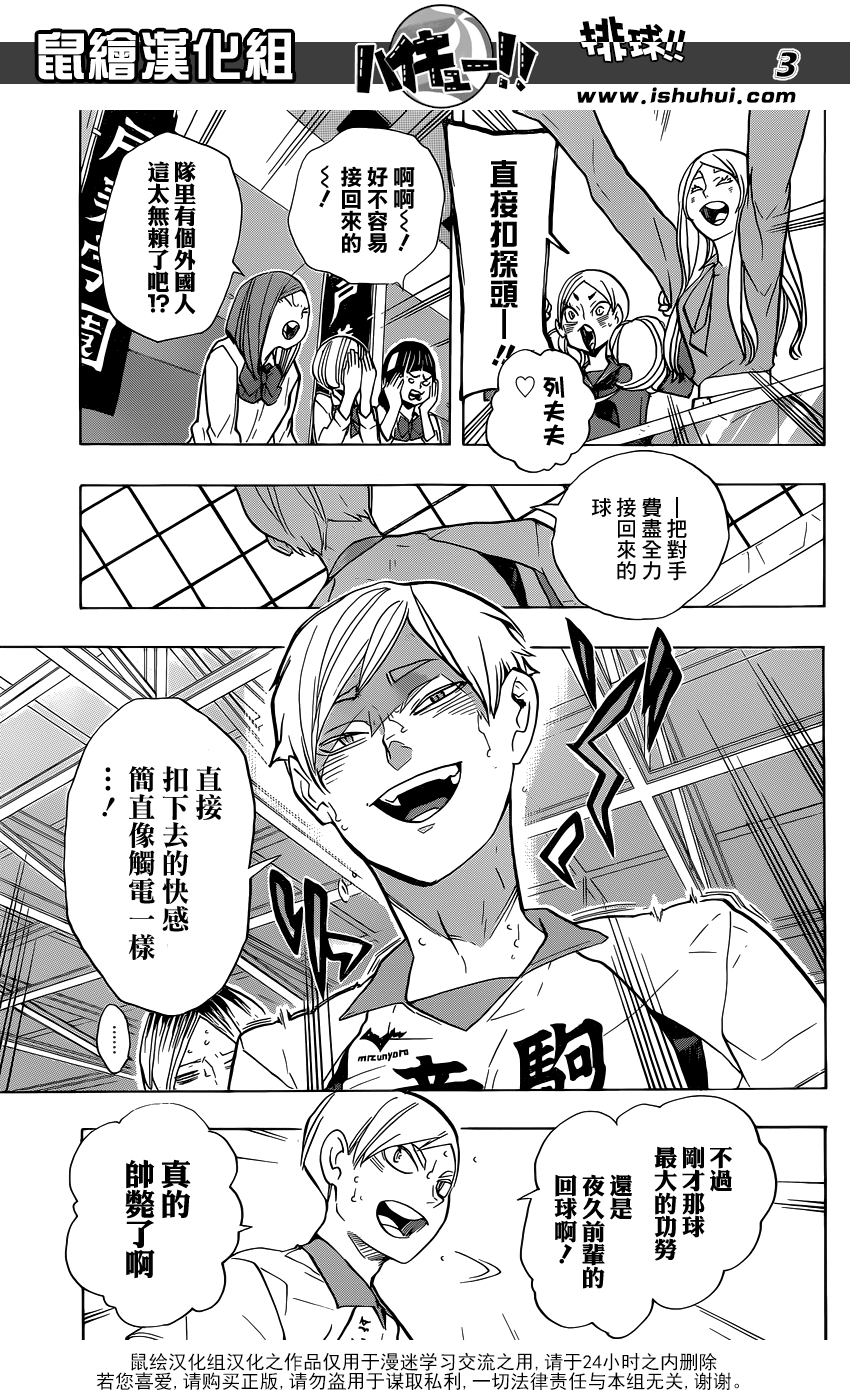 鼠繪漢化組
ハイキュー!!
排球!!
3
www.ishuhui.com
直接扣探頭—!!
列夫夫
♡
啊啊~!
好不容易
接回來的
~!
隊里有個外國人
這太無賴了吧!?
戸美学園
—把對手
費盡全力
接回來的
球
直接
扣下去的快感
簡直像觸電一樣
…!
……
mizunyoro
音駒
不過
剛才那球
最大的功勞
還是
夜久前輩的
回球啊!
真的
帥斃了啊
鼠绘汉化组汉化之作品仅用于漫迷学习交流之用, 请于24小时之内删除
若您喜爱, 请购买正版, 请勿盗用于谋取私利, 一切法律责任与本组无关, 谢谢。